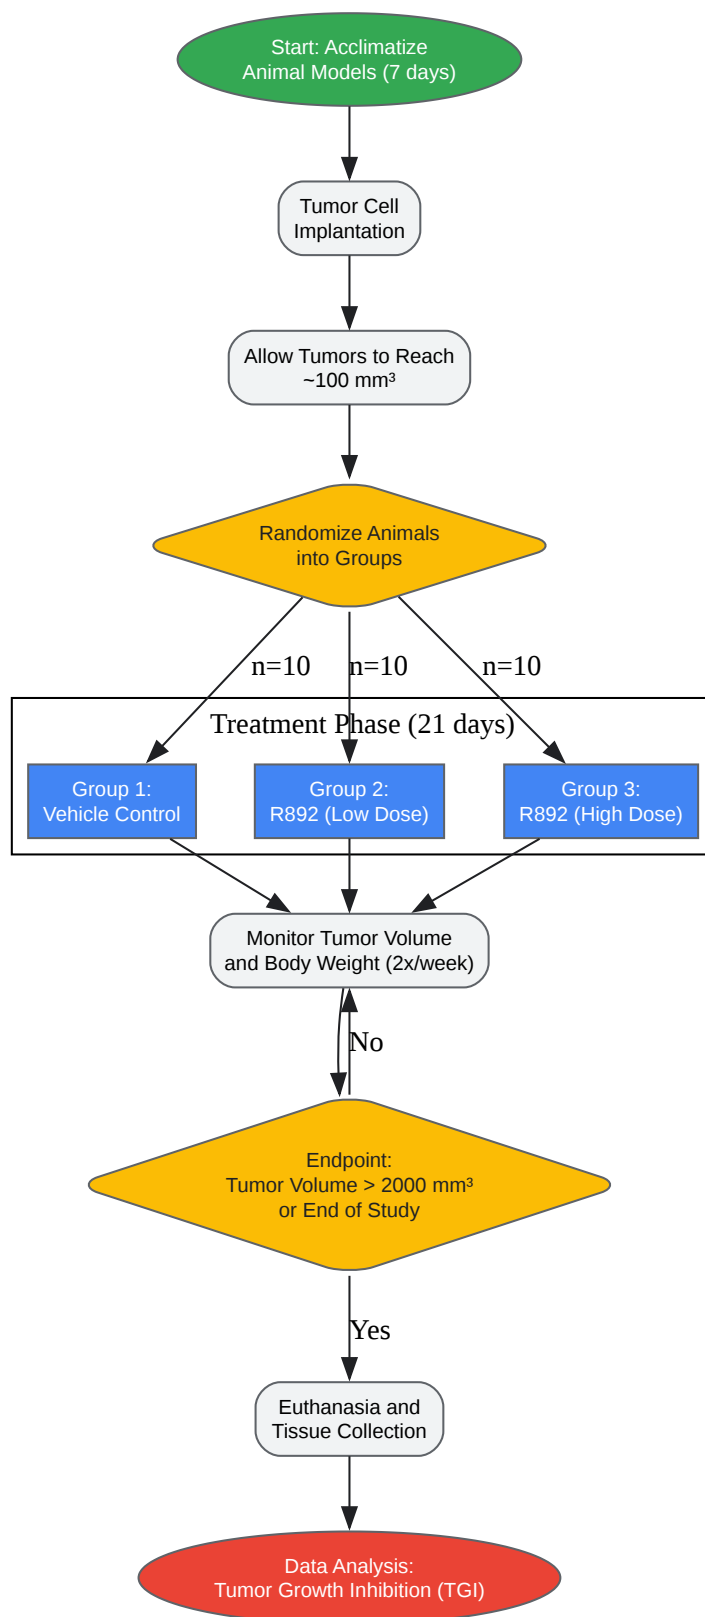 Start: Acclimatize
Animal Models (7 days)
Tumor Cell
Implantation
Allow Tumors to Reach
~100 mm³
Randomize Animals
into Groups
n=10
n=10
n=10
Treatment Phase (21 days)
Group 1:
Vehicle Control
Group 2:
R892 (Low Dose)
Group 3:
R892 (High Dose)
Monitor Tumor Volume
and Body Weight (2x/week)
No
Endpoint:
Tumor Volume > 2000 mm³
or End of Study
Yes
Euthanasia and
Tissue Collection
Data Analysis:
Tumor Growth Inhibition (TGI)